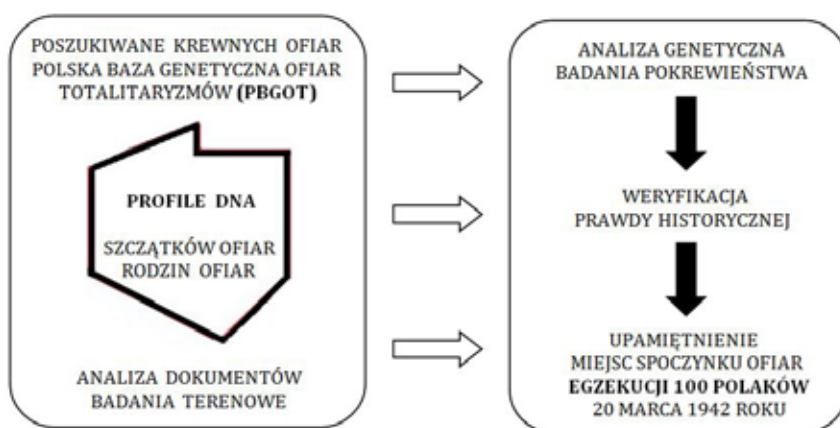 POSZUKIWANE KREWNYCH OFIAR
POLSKA BAZA GENETYCZNA OFIAR
TOTALITARYZMÓW (PBGOT)
PROFILE DNA
SZCZĄTKÓW OFIAR
RODZIN OFIAR
ANALIZA DOKUMENTÓW
BADANIA TERENOWE
ANALIZA GENETYCZNA
BADANIA POKREWIEŃSTWA
WERYFIKACJA
PRAWDY HISTORYCZNEJ
UPAMIĘTNIENIE
MIEJSC SPOCZYNKU OFIAR
EGZEKUCJI 100 POLAKÓW
20 MARCA 1942 ROKU